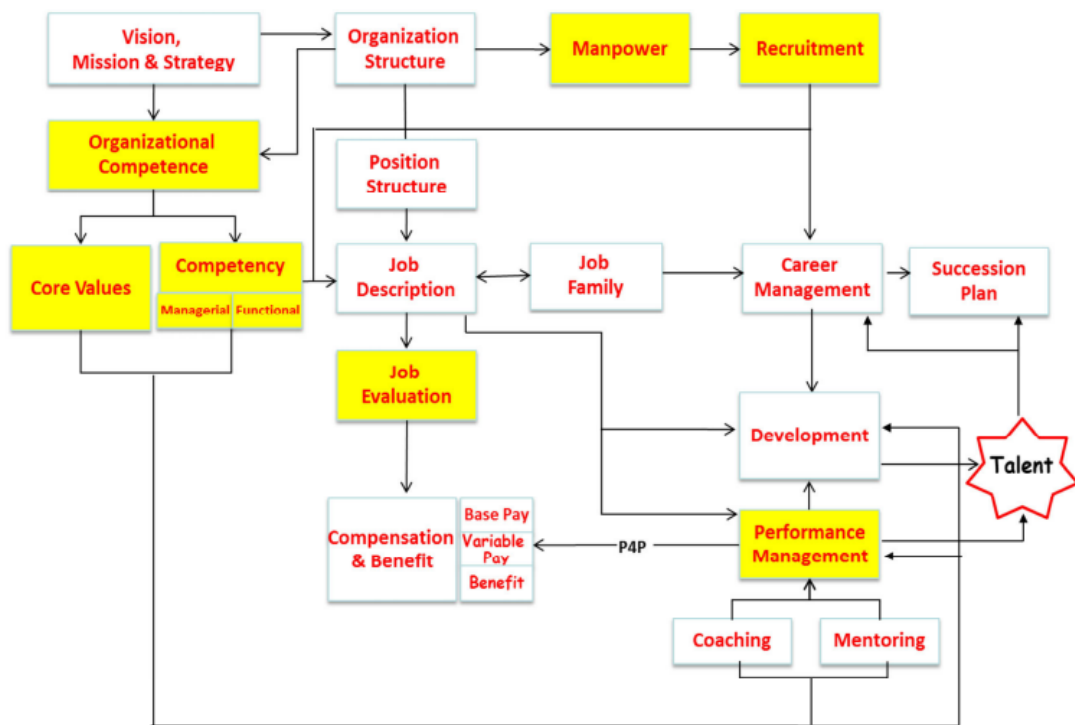 Vision,
Mission & Strategy
Organization
Structure
Manpower
Recruitment
Organizational
Competence
Position
Structure
Core Values
Competency
Managerial
Functional
Job
Description
Job
Family
Career
Management
Succession
Plan
Job
Evaluation
Development
Talent
Compensation
& Benefit
Base Pay
Variable
Pay
Benefit
P4P
Performance
Management
Coaching
Mentoring